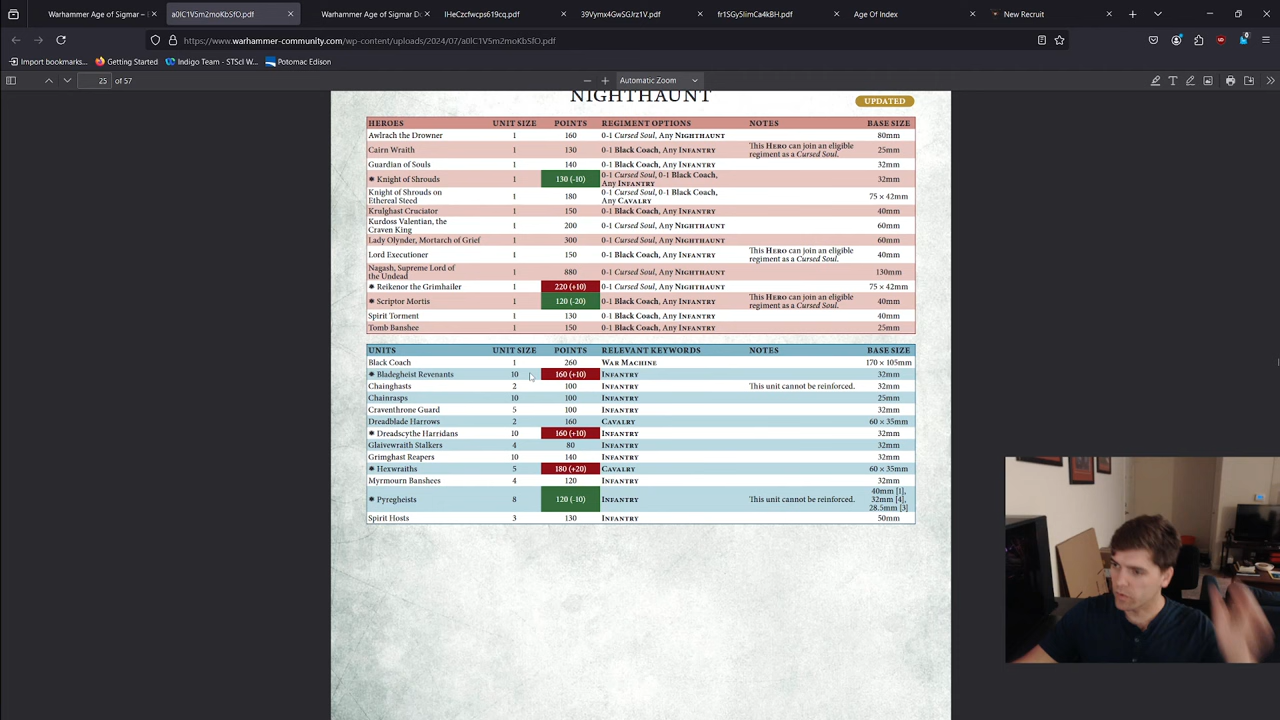 Warhammer Age of Sigmar –
a0lC1V5m2moKbSfO.pdf
Warhammer Age of Sigmar D
IHeCzcfwcps619cq.pdf
39Vymx4GwSGJrz1V.pdf
fr1SGy5limCa4kBH.pdf
Age Of Index
New Recruit
https://www.warhammer-community.com/wp-content/uploads/2024/07/a0lC1V5m2moKbSfO.pdf
Import bookmarks...
Getting Started
Indigo Team - STScI W...
Potomac Edison
25 of 57
Automatic Zoom
NIGHTHAUNT
UPDATED
HEROES UNIT SIZE POINTS REGIMENT OPTIONS NOTES BASE SIZE
Awlrach the Drowner 1 160 0-1 Cursed Soul, Any NIGHTHAUNT 80mm
Cairn Wraith 1 130 0-1 Black Coach, Any INFANTRY This HERO can join an eligible regiment as a Cursed Soul. 25mm
Guardian of Souls 1 140 0-1 Black Coach, Any INFANTRY 32mm
✹ Knight of Shrouds 1 130 (-10) 0-1 Cursed Soul, 0-1 Black Coach, Any INFANTRY 32mm
Knight of Shrouds on Ethereal Steed 1 180 0-1 Cursed Soul, 0-1 Black Coach, Any CAVALRY 75 × 42mm
Krulghast Cruciator 1 150 0-1 Black Coach, Any INFANTRY 40mm
Kurdoss Valentian, the Craven King 1 200 0-1 Cursed Soul, Any NIGHTHAUNT 60mm
Lady Olynder, Mortarch of Grief 1 300 0-1 Cursed Soul, Any NIGHTHAUNT 60mm
Lord Executioner 1 150 0-1 Black Coach, Any INFANTRY This HERO can join an eligible regiment as a Cursed Soul. 40mm
Nagash, Supreme Lord of the Undead 1 880 0-1 Cursed Soul, Any NIGHTHAUNT 130mm
✹ Reikenor the Grimhailer 1 220 (+10) 0-1 Cursed Soul, Any NIGHTHAUNT 75 × 42mm
✹ Scriptor Mortis 1 120 (-20) 0-1 Black Coach, Any INFANTRY This HERO can join an eligible regiment as a Cursed Soul. 40mm
Spirit Torment 1 130 0-1 Black Coach, Any INFANTRY 40mm
Tomb Banshee 1 150 0-1 Black Coach, Any INFANTRY 25mm
UNITS UNIT SIZE POINTS RELEVANT KEYWORDS NOTES BASE SIZE
Black Coach 1 260 WAR MACHINE 170 × 105mm
✹ Bladegheist Revenants 10 160 (+10) INFANTRY 32mm
Chainghasts 2 100 INFANTRY This unit cannot be reinforced. 32mm
Chainrasps 10 100 INFANTRY 25mm
Craventhrone Guard 5 100 INFANTRY 32mm
Dreadblade Harrows 2 160 CAVALRY 60 × 35mm
✹ Dreadscythe Harridans 10 160 (+10) INFANTRY 32mm
Glaivewraith Stalkers 4 80 INFANTRY 32mm
Grimghast Reapers 10 140 INFANTRY 32mm
✹ Hexwraiths 5 180 (+20) CAVALRY 60 × 35mm
Myrmourn Banshees 4 120 INFANTRY 32mm
✹ Pyregheists 8 120 (-10) INFANTRY This unit cannot be reinforced. 40mm [1], 32mm [4], 28.5mm [3]
Spirit Hosts 3 130 INFANTRY 50mm